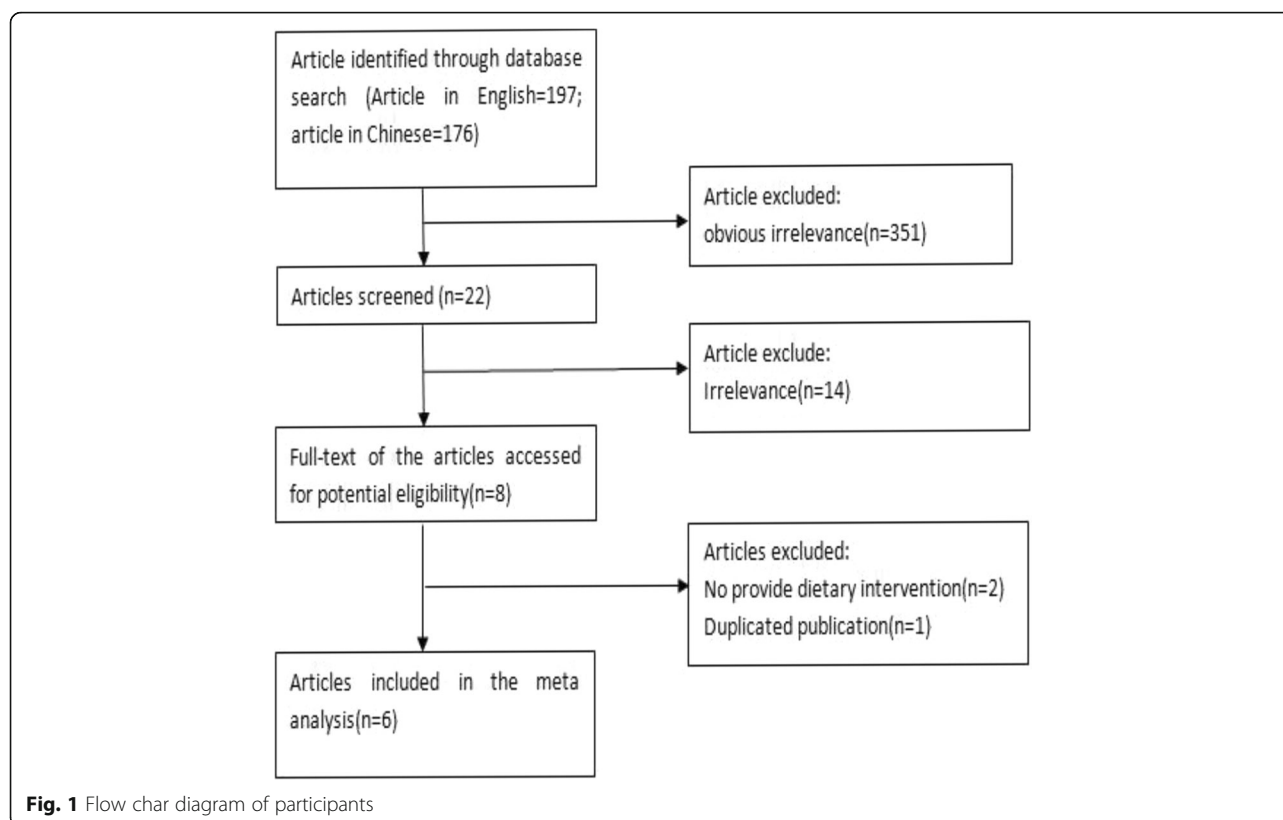 Article identified through database
search (Article in English=197;
article in Chinese=176)
Article excluded:
obvious irrelevance(n=351)
Articles screened (n=22)
Article exclude:
Irrelevance(n=14)
Full-text of the articles accessed
for potential eligibility(n=8)
Articles excluded:
No provide dietary intervention(n=2)
Duplicated publication(n=1)
Articles included in the meta
analysis(n=6)
Fig. 1 Flow char diagram of participants